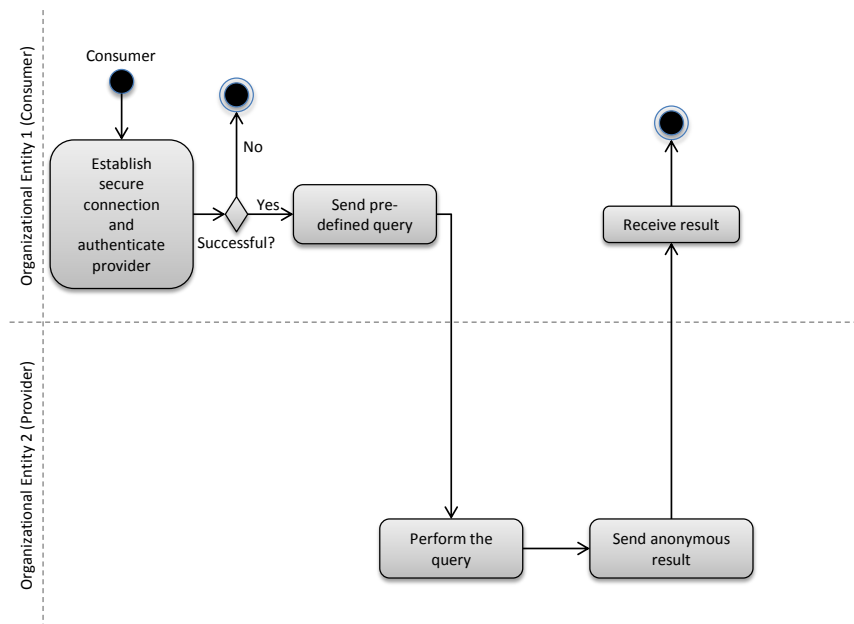 Organizational Entity 1 (Consumer)
Consumer
Establish
secure
connection
and
authenticate
provider
No
Successful?
Yes
Send pre-
defined query
Receive result
Organizational Entity 2 (Provider)
Perform the
query
Send anonymous
result